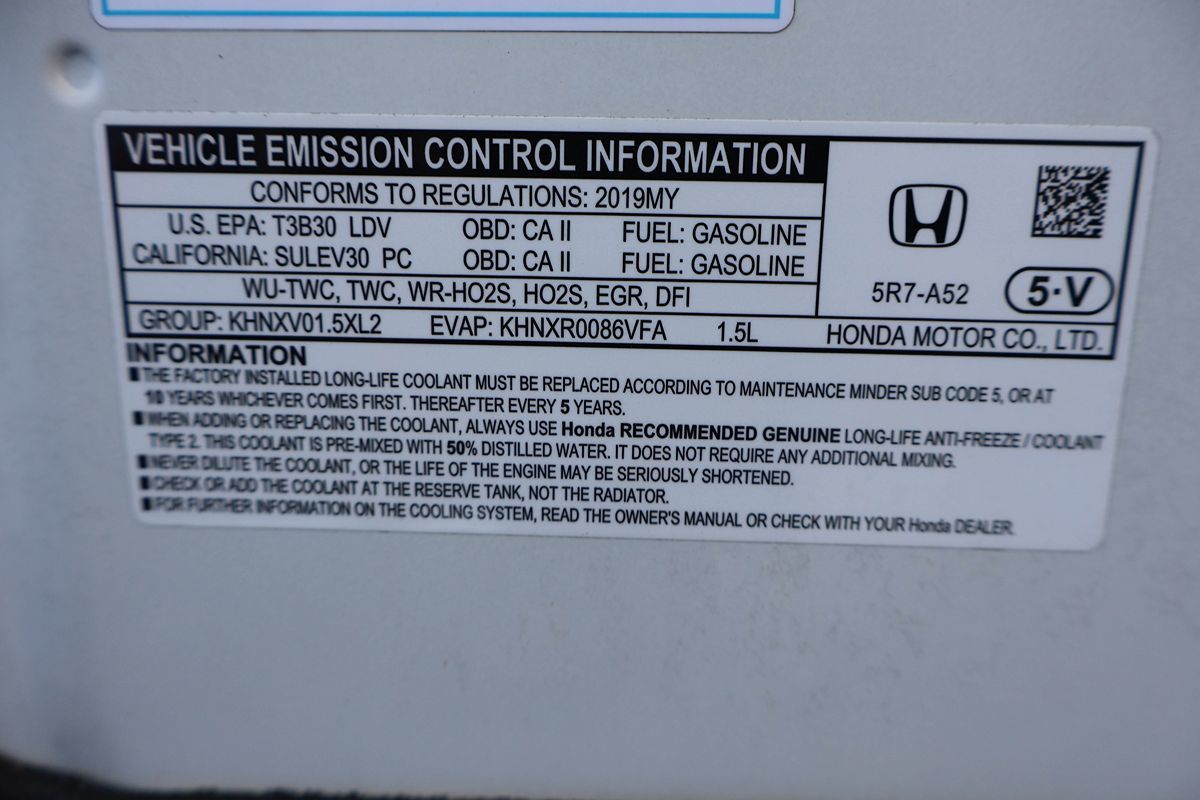 VEHICLE EMISSION CONTROL INFORMATION
CONFORMS TO REGULATIONS: 2019MY
U.S. EPA: T3B30 LDV OBD: CA II FUEL: GASOLINE
CALIFORNIA: SULEV30 PC OBD: CA II FUEL: GASOLINE
WU-TWC, TWC, WR-HO2S, HO2S, EGR, DFI
5R7-A52 5·V
GROUP: KHNXV01.5XL2 EVAP: KHNXR0086VFA 1.5L HONDA MOTOR CO., LTD.
INFORMATION
THE FACTORY INSTALLED LONG-LIFE COOLANT MUST BE REPLACED ACCORDING TO MAINTENANCE MINDER SUB CODE 5, OR AT
10 YEARS WHICHEVER COMES FIRST. THEREAFTER EVERY 5 YEARS.
WHEN ADDING OR REPLACING THE COOLANT, ALWAYS USE Honda RECOMMENDED GENUINE LONG-LIFE ANTI-FREEZE / COOLANT
TYPE 2. THIS COOLANT IS PRE-MIXED WITH 50% DISTILLED WATER. IT DOES NOT REQUIRE ANY ADDITIONAL MIXING.
NEVER DILUTE THE COOLANT, OR THE LIFE OF THE ENGINE MAY BE SERIOUSLY SHORTENED.
CHECK OR ADD THE COOLANT AT THE RESERVE TANK, NOT THE RADIATOR.
FOR FURTHER INFORMATION ON THE COOLING SYSTEM, READ THE OWNER'S MANUAL OR CHECK WITH YOUR Honda DEALER.